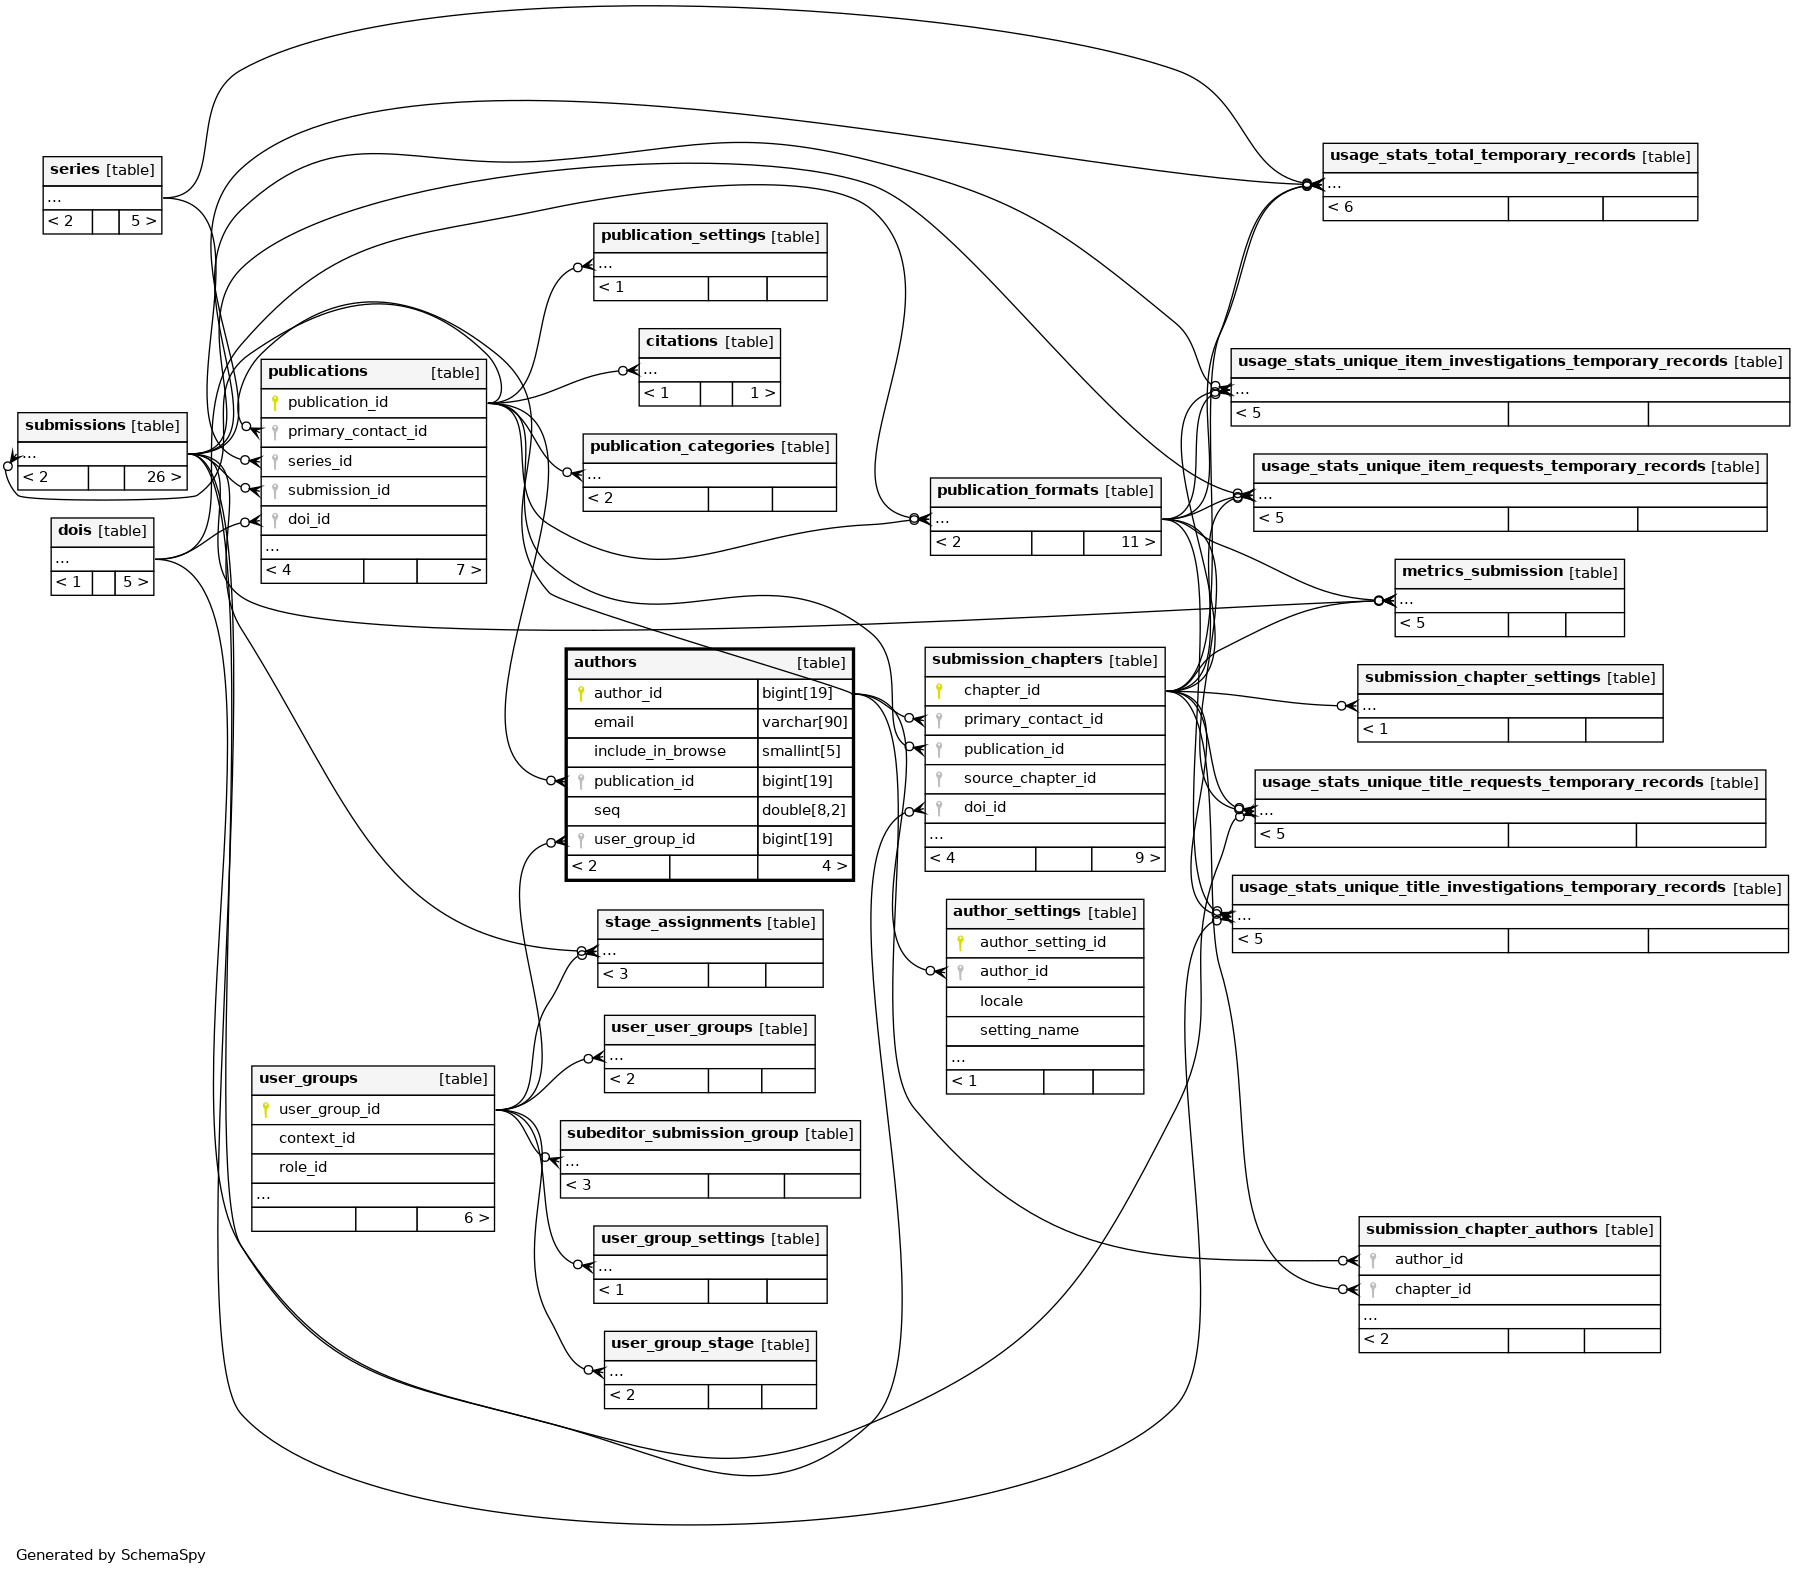 series [table]
...
< 2 5 >
submissions [table]
...
< 2 26 >
dois [table]
...
< 1 5 >
publications [table]
publication_id
primary_contact_id
series_id
submission_id
doi_id
...
< 4 7 >
user_groups [table]
user_group_id
context_id
role_id
...
6 >
publication_settings [table]
...
< 1
citations [table]
...
< 1 1 >
publication_categories [table]
...
< 2
authors [table]
author_id bigint[19]
email varchar[90]
include_in_browse smallint[5]
publication_id bigint[19]
seq double[8,2]
user_group_id bigint[19]
< 2 4 >
stage_assignments [table]
...
< 3
user_user_groups [table]
...
< 2
subeditor_submission_group [table]
...
< 3
user_group_settings [table]
...
< 1
user_group_stage [table]
...
< 2
publication_formats [table]
...
< 2 11 >
submission_chapters [table]
chapter_id
primary_contact_id
publication_id
source_chapter_id
doi_id
...
< 4 9 >
author_settings [table]
author_setting_id
author_id
locale
setting_name
...
< 1
usage_stats_total_temporary_records [table]
...
< 6
usage_stats_unique_item_investigations_temporary_records [table]
...
< 5
usage_stats_unique_item_requests_temporary_records [table]
...
< 5
metrics_submission [table]
...
< 5
submission_chapter_settings [table]
...
< 1
usage_stats_unique_title_requests_temporary_records [table]
...
< 5
usage_stats_unique_title_investigations_temporary_records [table]
...
< 5
submission_chapter_authors [table]
author_id
chapter_id
...
< 2
Generated by SchemaSpy